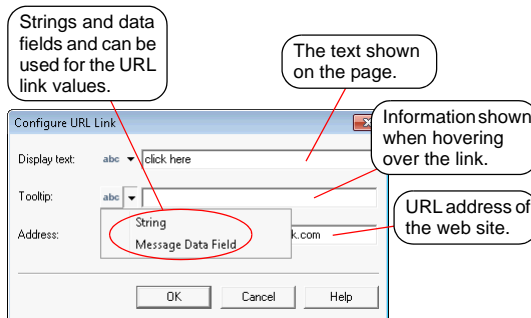 Strings and data
fields and can be
used for the URL
link values.
The text shown
on the page.
Configure URL Link
Information shown
when hovering
over the link.
Display text: abc click here
Tooltip: abc
String
Message Data Field
Address: k.com
URL address of
the web site.
OK Cancel Help